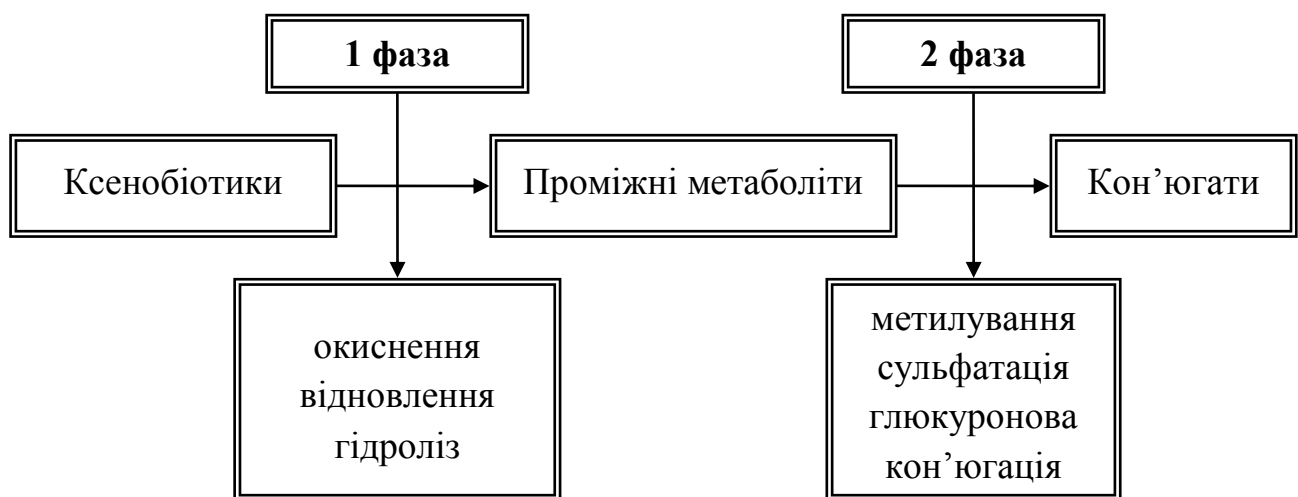 1 фаза
2 фаза
Ксенобіотики
Проміжні метаболіти
Кон’югати
окиснення
відновлення
гідроліз
метилування
сульфатація
глюкуронова
кон’югація